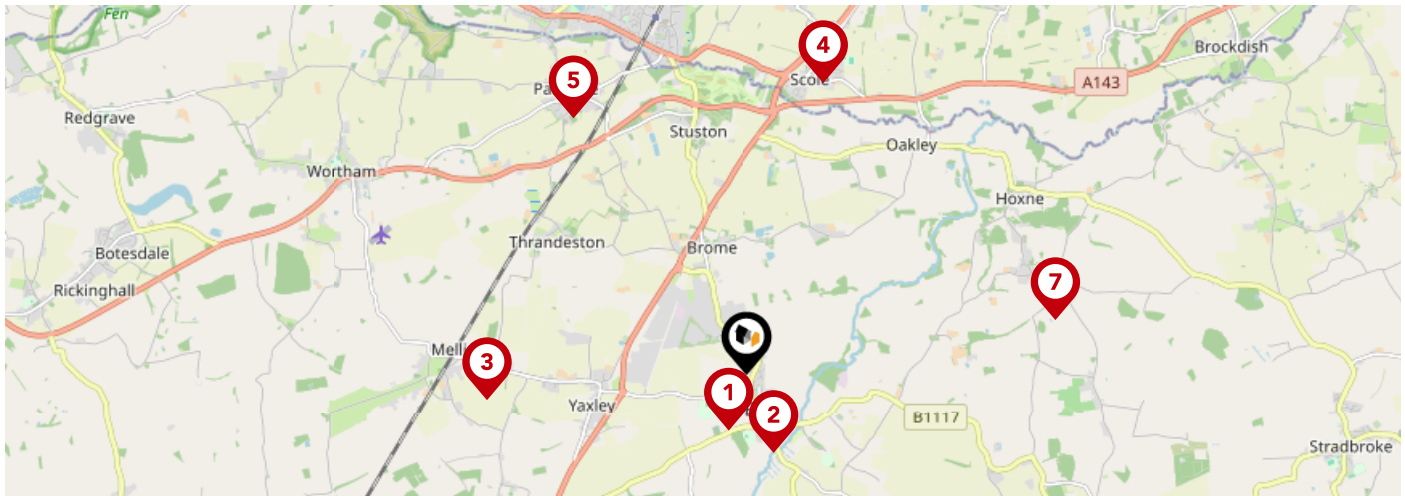 Fen
4
Brockdish
5
Scole
A143
Redgrave
Stuston
Oakley
Wortham
Hoxne
Thrandeston
Brome
Botesdale
7
Rickinghall
3
1
2
Yaxley
B1117
Stradbroke